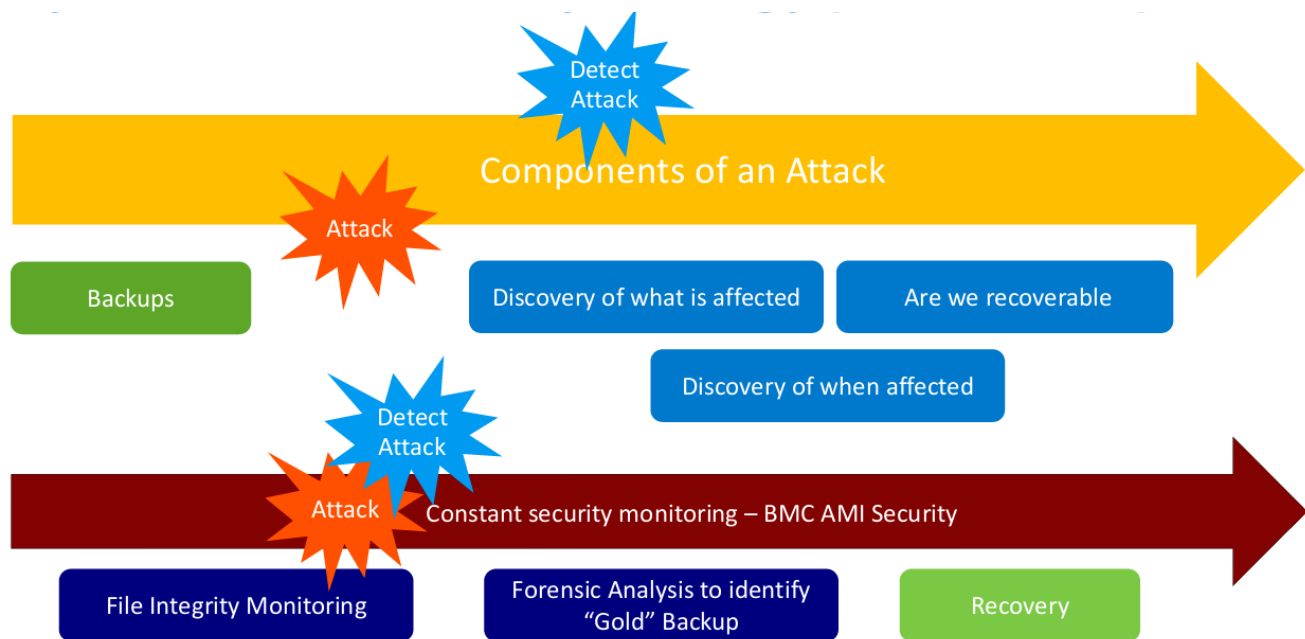 Detect
Attack
Components of an Attack
Attack
Backups
Discovery of what is affected
Are we recoverable
Discovery of when affected
Detect
Attack
Attack
Constant security monitoring – BMC AMI Security
File Integrity Monitoring
Forensic Analysis to identify
“Gold” Backup
Recovery